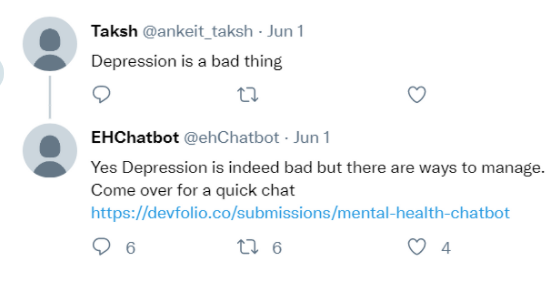 Taksh @ankeit_taksh · Jun 1
Depression is a bad thing
EHChatbot @ehChatbot · Jun 1
Yes Depression is indeed bad but there are ways to manage.
Come over for a quick chat
https://devfolio.co/submissions/mental-health-chatbot
6 6 4